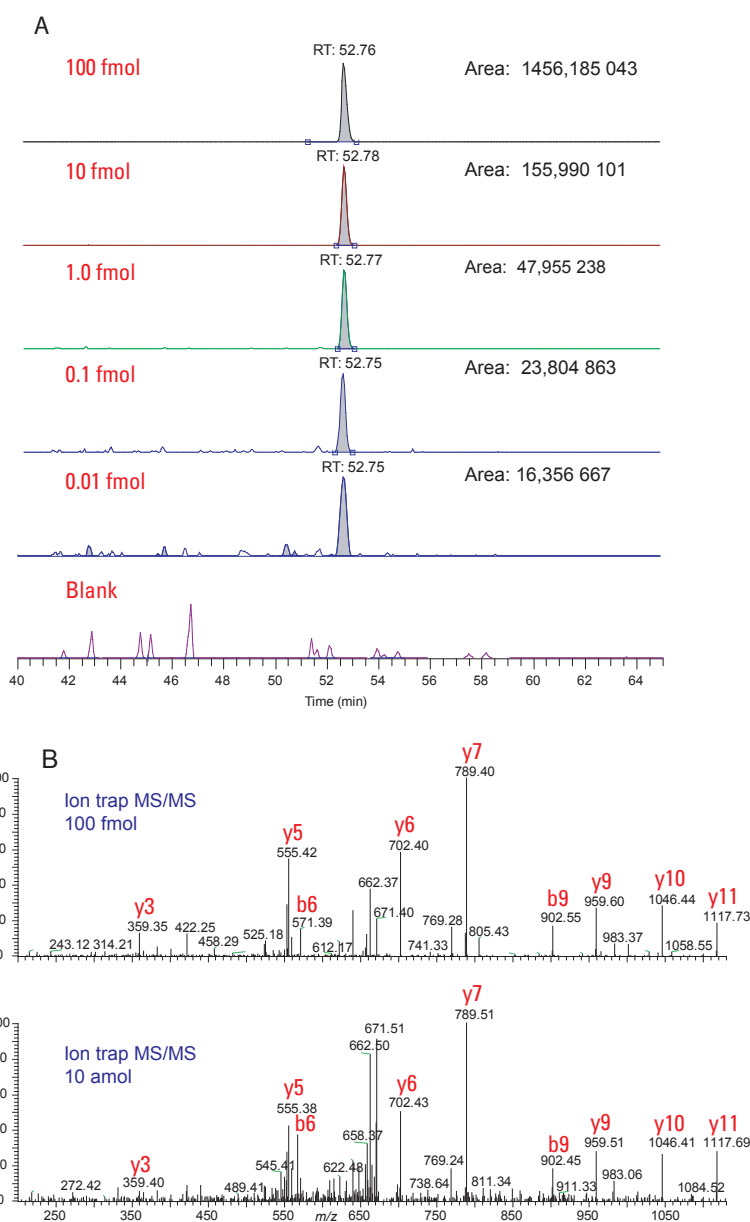 A
RT: 52.76
100 fmol
Area: 1456,185 043
RT: 52.78
10 fmol
Area: 155,990 101
RT: 52.77
1.0 fmol
Area: 47,955 238
RT: 52.75
0.1 fmol
Area: 23,804 863
RT: 52.75
0.01 fmol
Area: 16,356 667
Blank
40 42 44 46 48 50 52 54 56 58 60 62 64
Time (min)
B
Ion trap MS/MS
100 fmol
y7
789.40
y5
555.42
y6
702.40
y3
359.35
b6
571.39
b9
902.55
y9
959.60
y10
1046.44
y11
1117.73
662.37
671.40
422.25
525.18
769.28
805.43
243.12 314.21
458.29
612.17
741.33
983.37
1058.55
Ion trap MS/MS
10 amol
y7
789.51
671.51
662.50
y5
555.38
b6
y6
702.43
y3
359.40
b9
902.45
y9
959.51
y10
1046.41
y11
1117.69
658.37
545.41
622.48
769.24
272.42
489.41
738.64
811.34
911.33
983.06
1084.52
250 350 450 550 650 750 850 950 1050
m/z